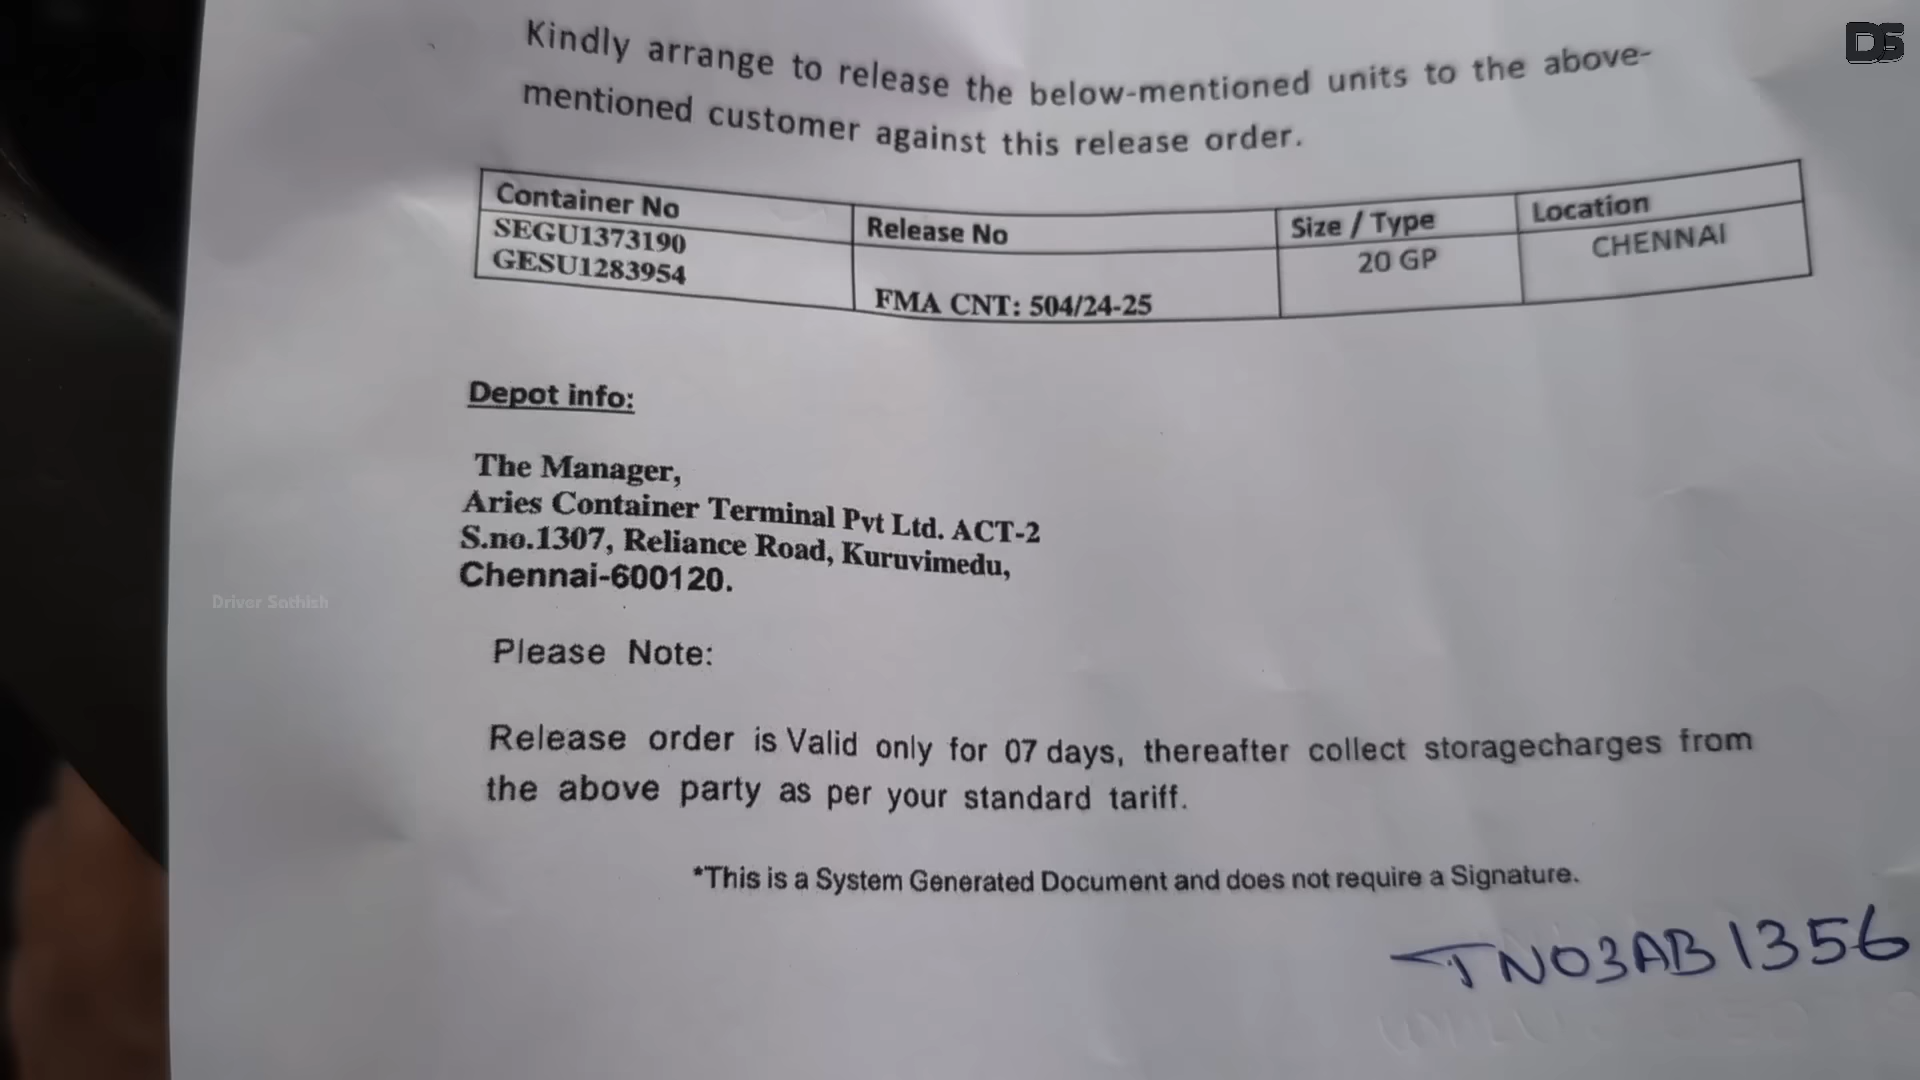 DS
Kindly arrange to release the below-mentioned units to the above-
mentioned customer against this release order.
Container No Release No Size / Type Location
SEGU1373190 20 GP CHENNAI
GESU1283954 FMA CNT: 504/24-25
Depot info:
The Manager,
Aries Container Terminal Pvt Ltd. ACT-2
S.no.1307, Reliance Road, Kuruvimedu,
Chennai-600120.
Driver Sathish
Please Note:
Release order is Valid only for 07 days, thereafter collect storagecharges from
the above party as per your standard tariff.
*This is a System Generated Document and does not require a Signature.
TN03AB1356